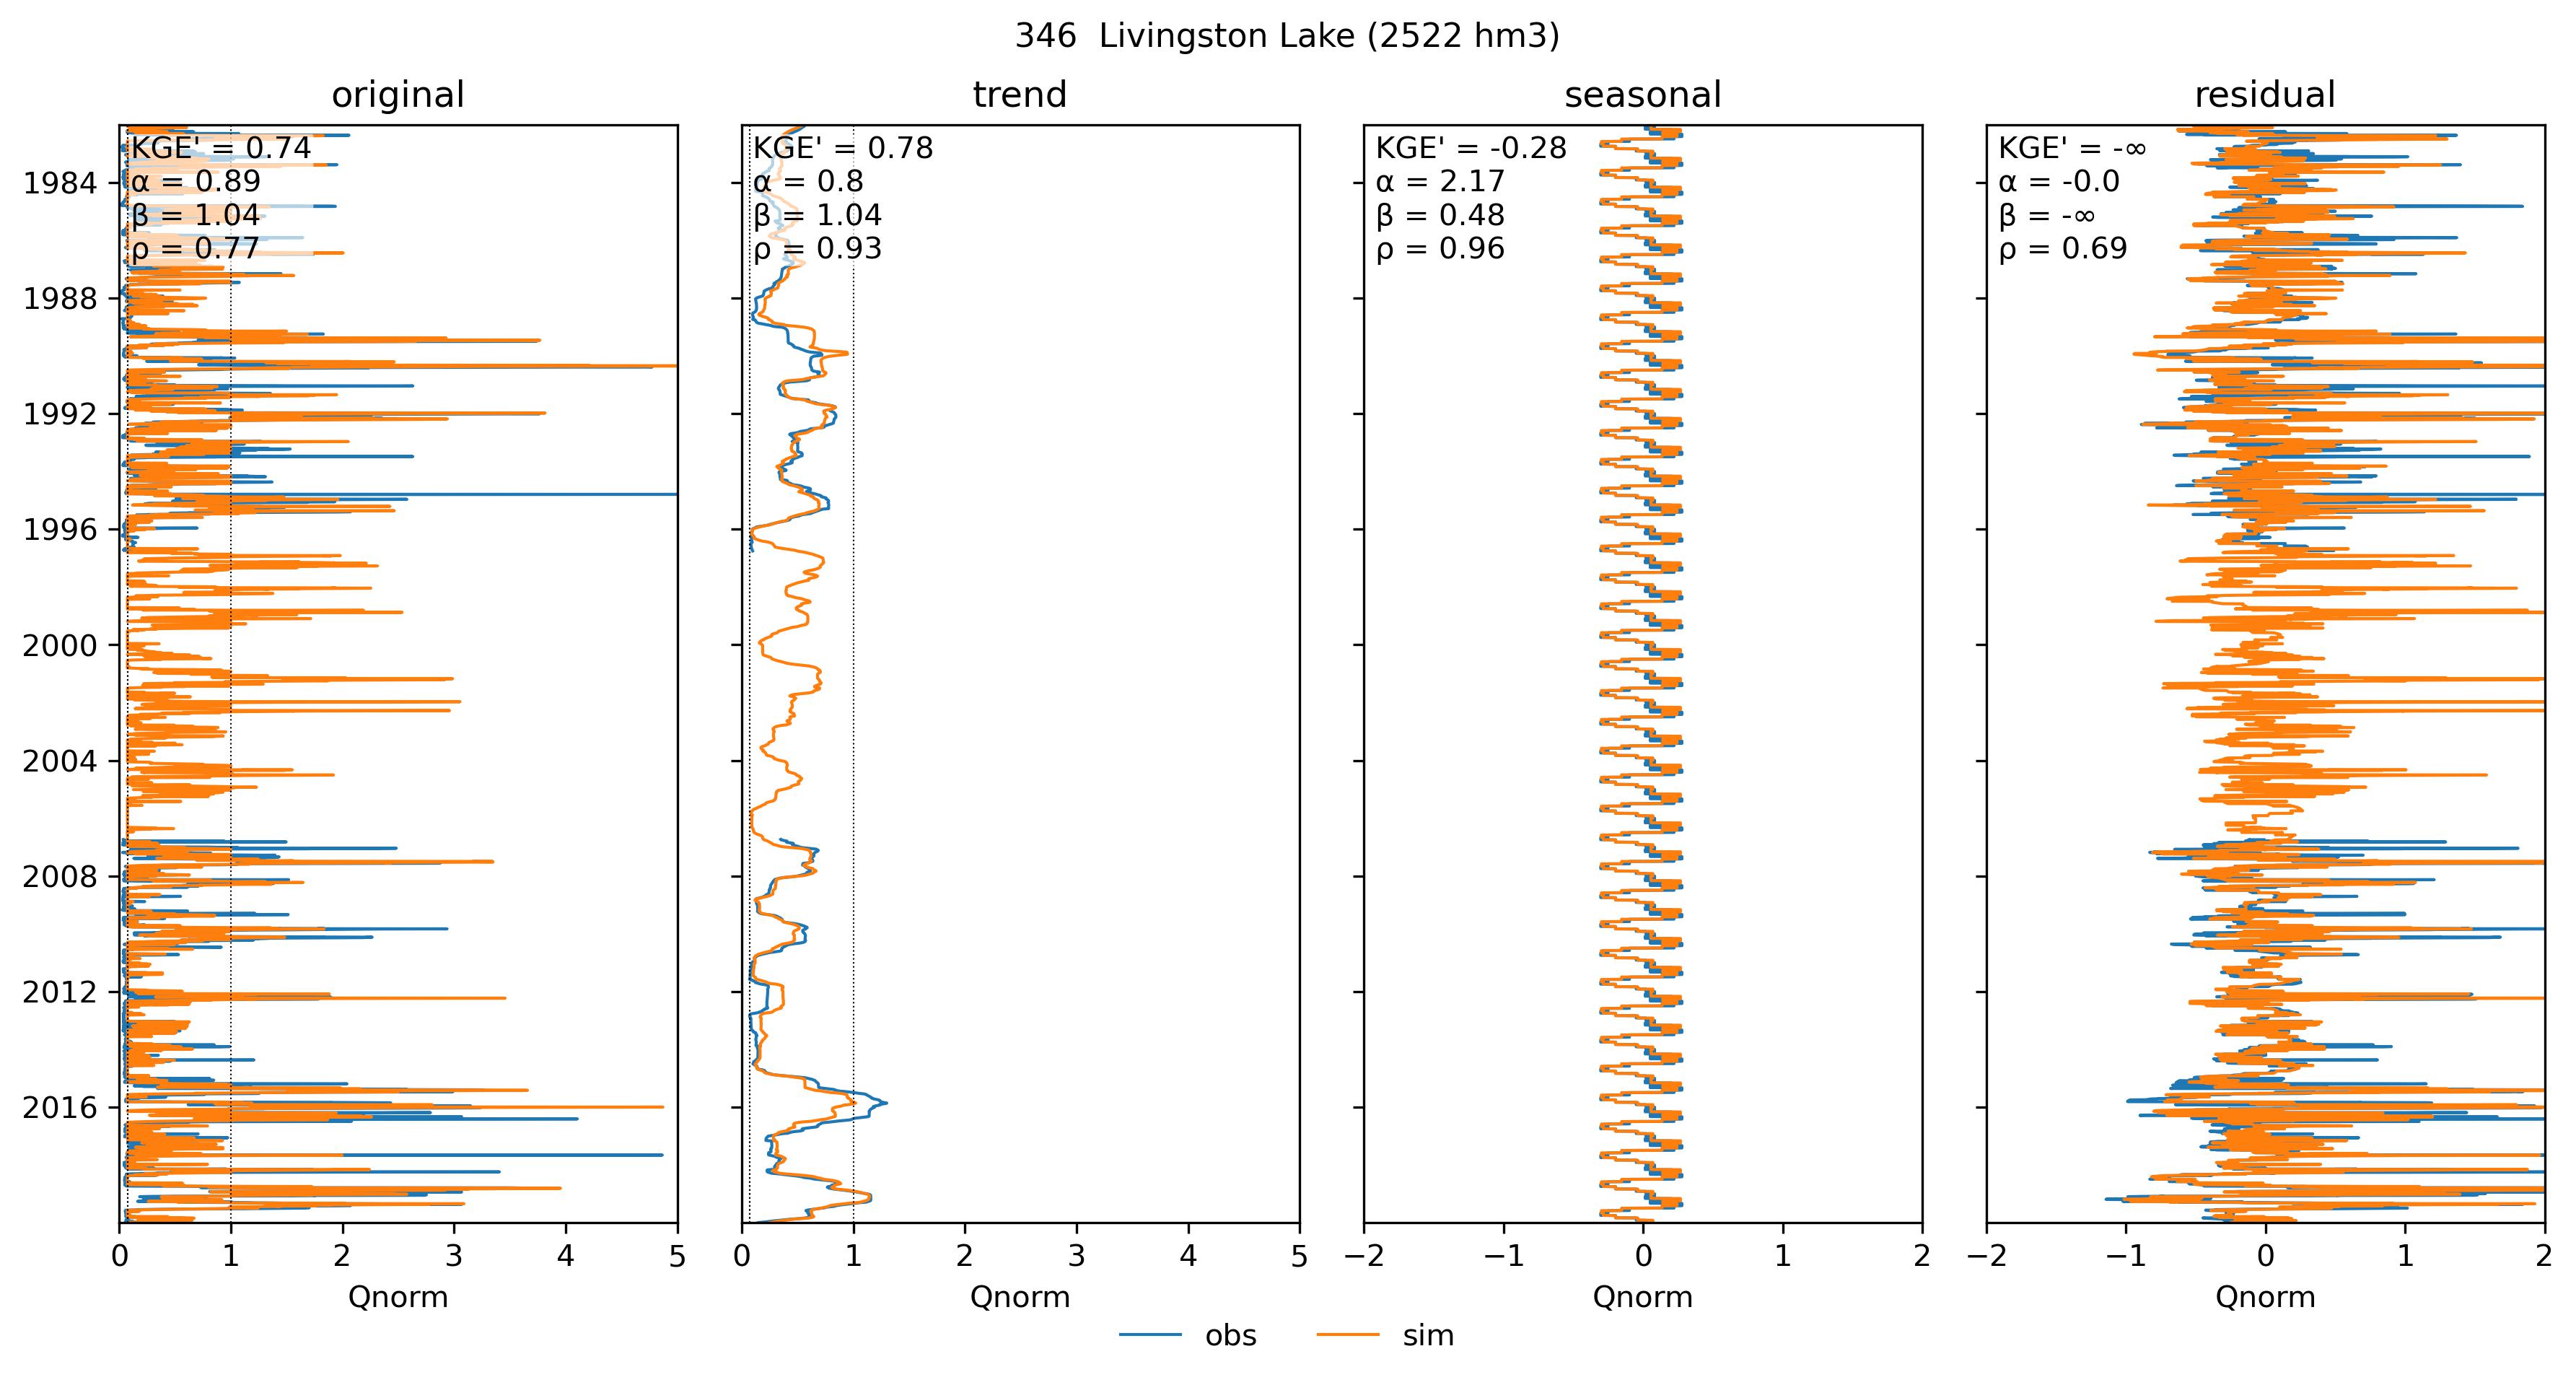 346  Livingston Lake (2522 hm3)
original
trend
seasonal
residual
KGE' = 0.74
α = 0.89
β = 1.04
ρ = 0.77
KGE' = 0.78
α = 0.8
β = 1.04
ρ = 0.93
KGE' = -0.28
α = 2.17
β = 0.48
ρ = 0.96
KGE' = -∞
α = -0.0
β = -∞
ρ = 0.69
1984
1988
1992
1996
2000
2004
2008
2012
2016
0 1 2 3 4 5
0 1 2 3 4 5
−2 −1 0 1 2
−2 −1 0 1 2
Qnorm
Qnorm
Qnorm
Qnorm
obs
sim